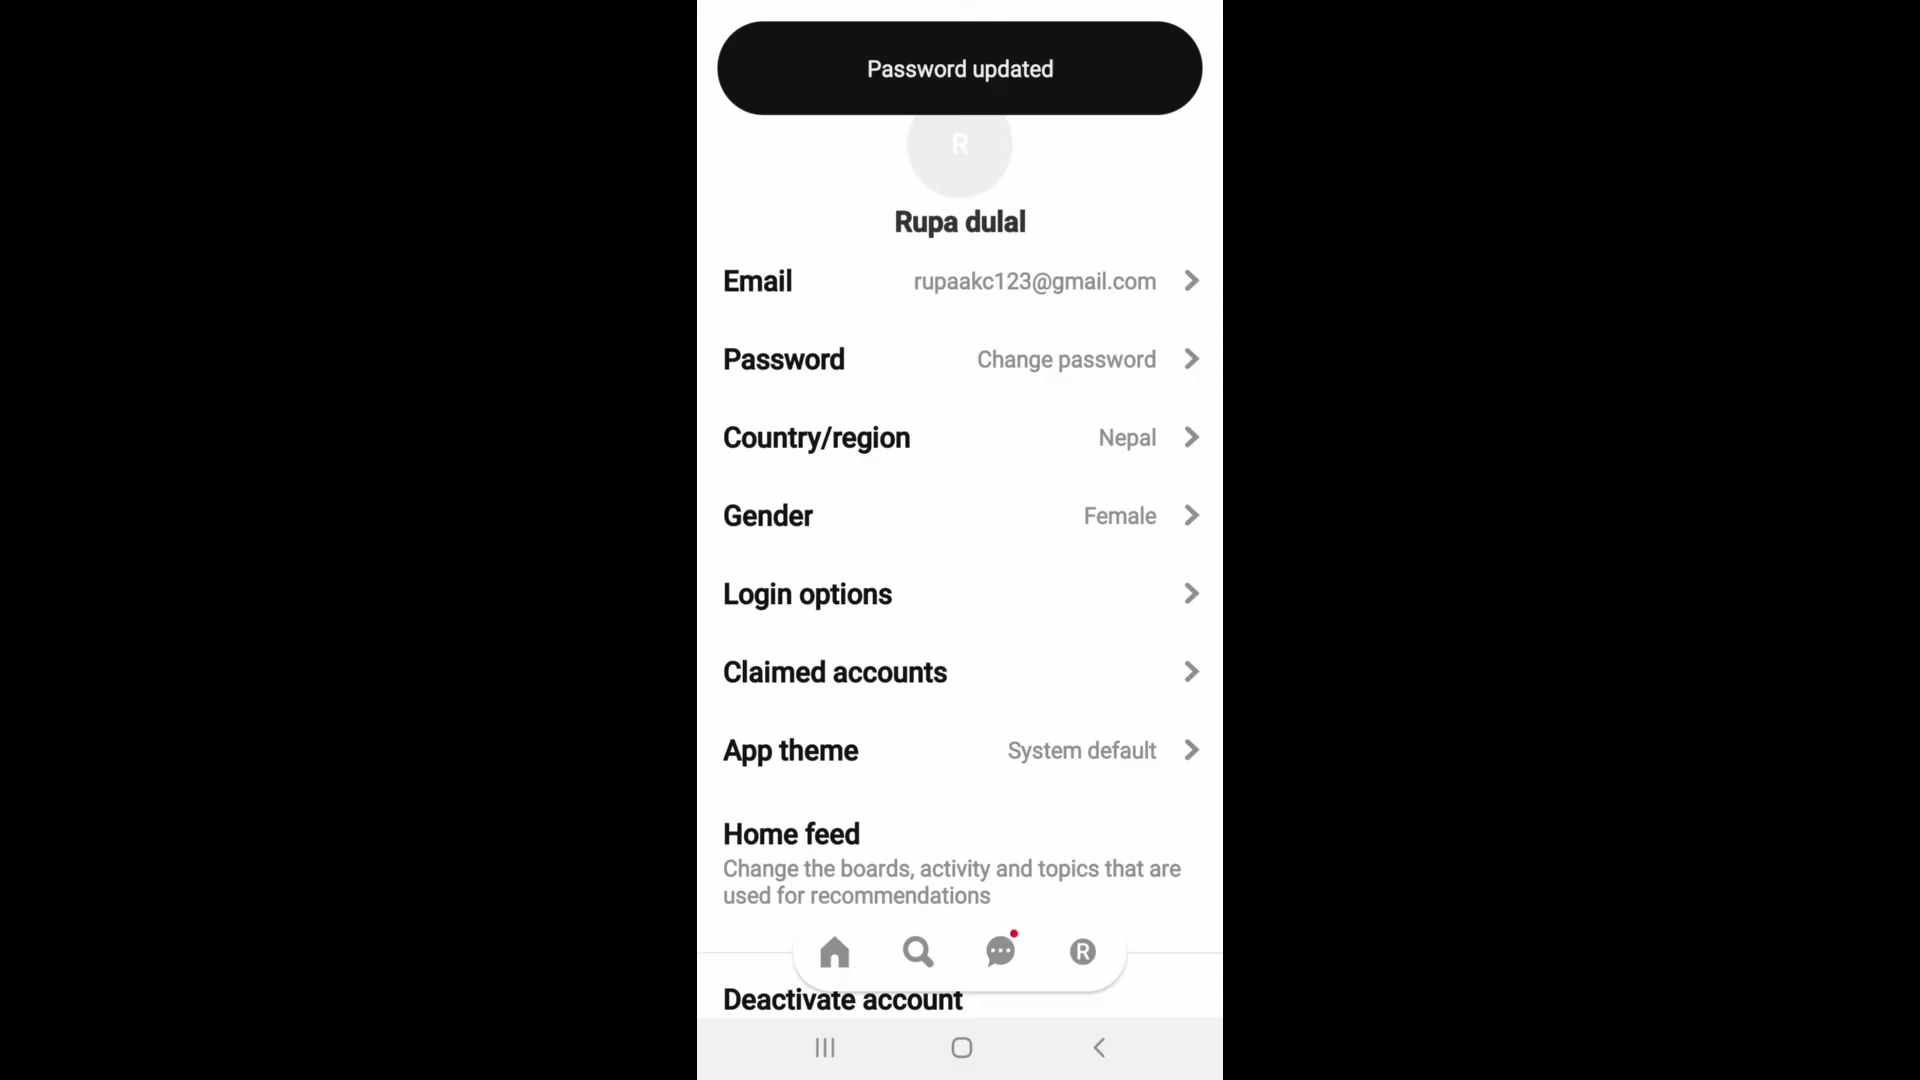 Password updated
R
Rupa dulal
Email rupaakc123@gmail.com
Password Change password
Country/region Nepal
Gender Female
Login options
Claimed accounts
App theme System default
Home feed
Change the boards, activity and topics that are
used for recommendations
R
Deactivate account